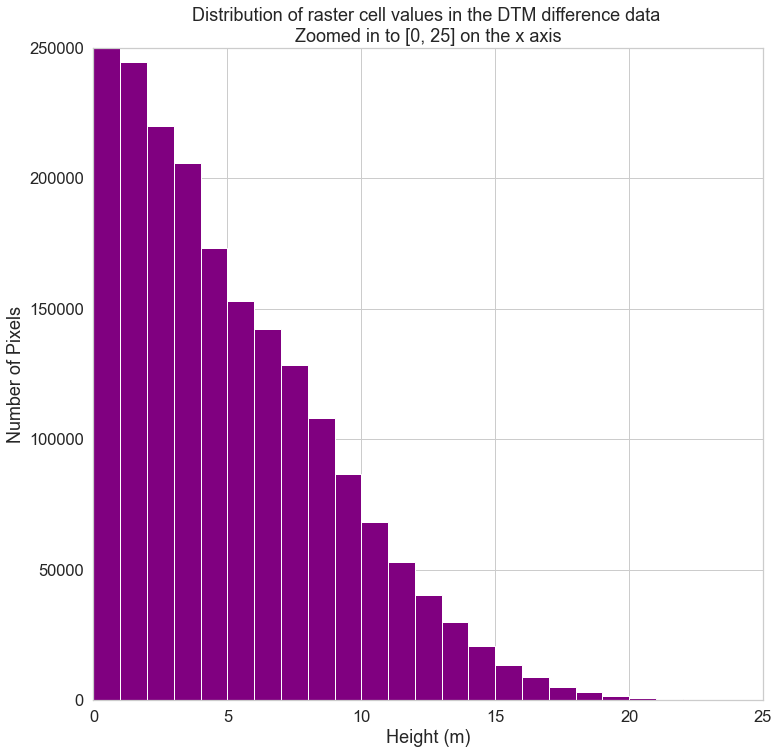 Distribution of raster cell values in the DTM difference data
Zoomed in to [0, 25] on the x axis
250000
200000
150000
100000
50000
0
Number of Pixels
0 5 10 15 20 25
Height (m)